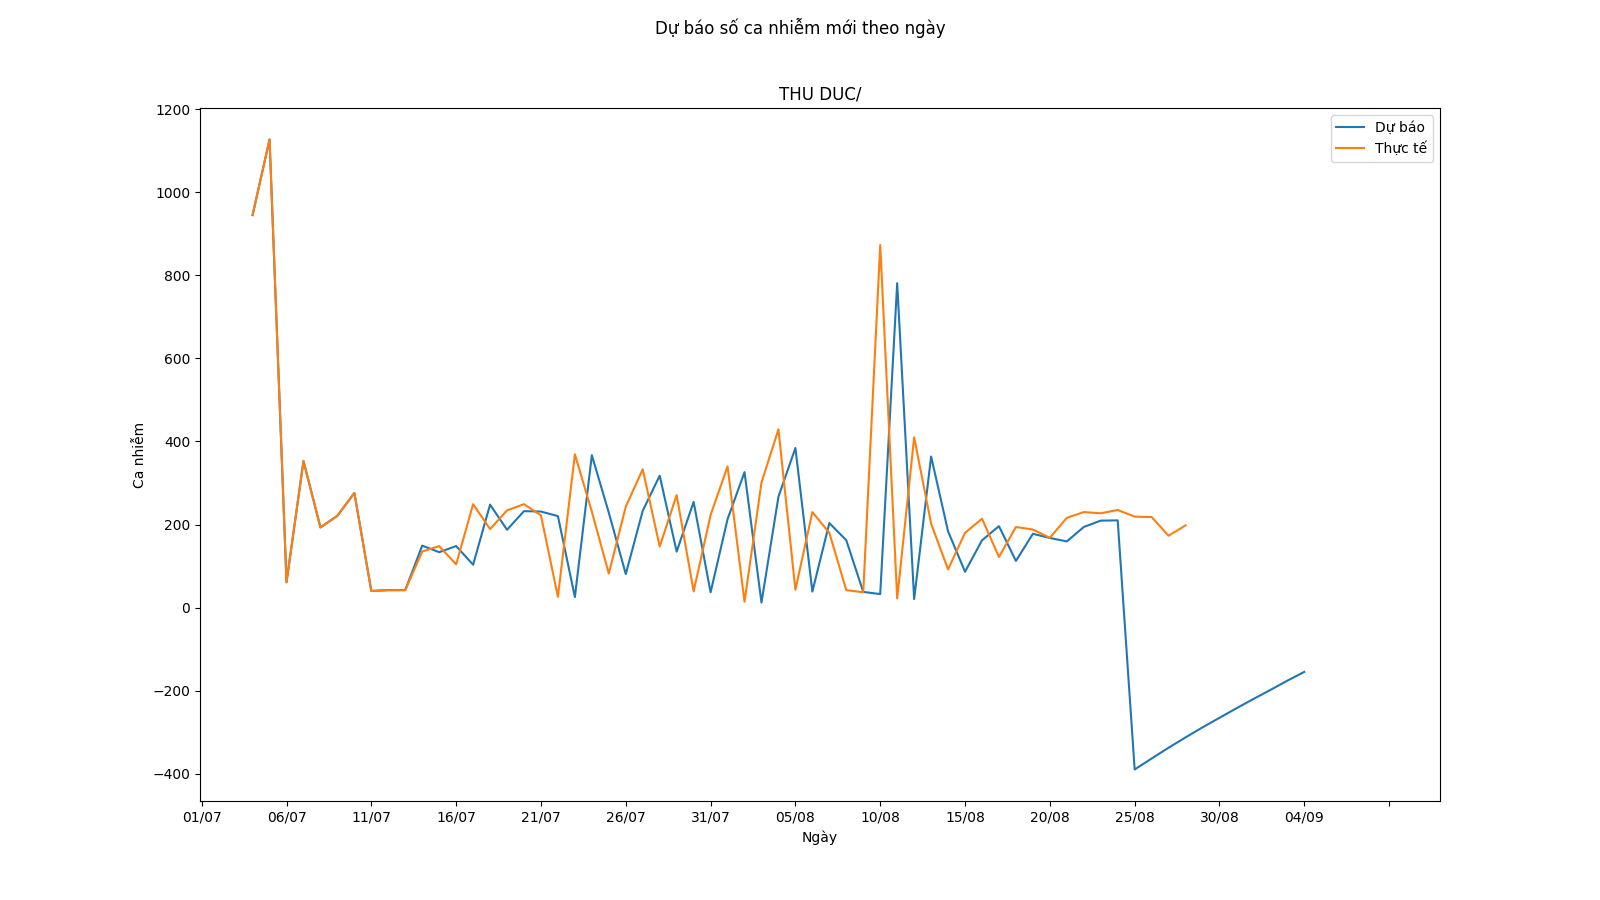 Dự báo số ca nhiễm mới theo ngày
THU DUC/
Dự báo
Thực tế
Ca nhiễm
1200
1000
800
600
400
200
0
−200
−400
01/07 06/07 11/07 16/07 21/07 26/07 31/07 05/08 10/08 15/08 20/08 25/08 30/08 04/09
Ngày